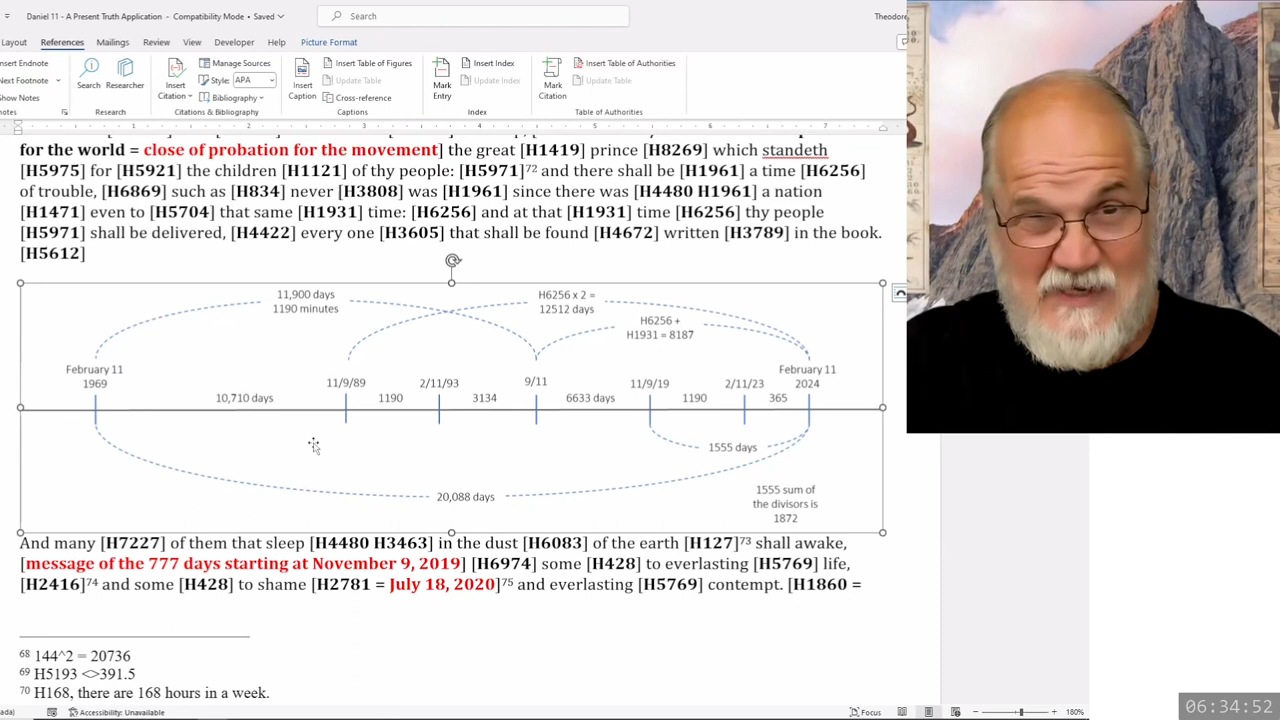 Daniel 11 - A Present Truth Application - Compatibility Mode • Saved
Search
Theodore
Layout References Mailings Review View Developer Help Picture Format
nsert Endnote
Next Footnote
Show Notes
Search
Researcher
Research
Insert
Citation
Manage Sources
Style: APA
Bibliography
Citations & Bibliography
Insert
Caption
Insert Table of Figures
Update Table
Cross-reference
Captions
Mark
Entry
Insert Index
Update Index
Index
Mark
Citation
Insert Table of Authorities
Update Table
Table of Authorities
1 2 3 4 5 6 7
for the world = close of probation for the movement] the great [H1419] prince [H8269] which standeth
[H5975] for [H5921] the children [H1121] of thy people: [H5971]72 and there shall be [H1961] a time [H6256]
of trouble, [H6869] such as [H834] never [H3808] was [H1961] since there was [H4480 H1961] a nation
[H1471] even to [H5704] that same [H1931] time: [H6256] and at that [H1931] time [H6256] thy people
[H5971] shall be delivered, [H4422] every one [H3605] that shall be found [H4672] written [H3789] in the book.
[H5612]
11,900 days
1190 minutes
H6256 x 2 =
12512 days
H6256 +
H1931 = 8187
February 11
1969
11/9/89
2/11/93
9/11
11/9/19
2/11/23
February 11
2024
10,710 days
1190
3134
6633 days
1190
365
1555 days
20,088 days
1555 sum of
the divisors is
1872
And many [H7227] of them that sleep [H4480 H3463] in the dust [H6083] of the earth [H127]73 shall awake,
[message of the 777 days starting at November 9, 2019] [H6974] some [H428] to everlasting [H5769] life,
[H2416]74 and some [H428] to shame [H2781 = July 18, 2020]75 and everlasting [H5769] contempt. [H1860 =
68 144^2 = 20736
69 H5193 <>391.5
70 H168, there are 168 hours in a week.
ada)
Accessibility: Unavailable
Focus
180%
06:34:52